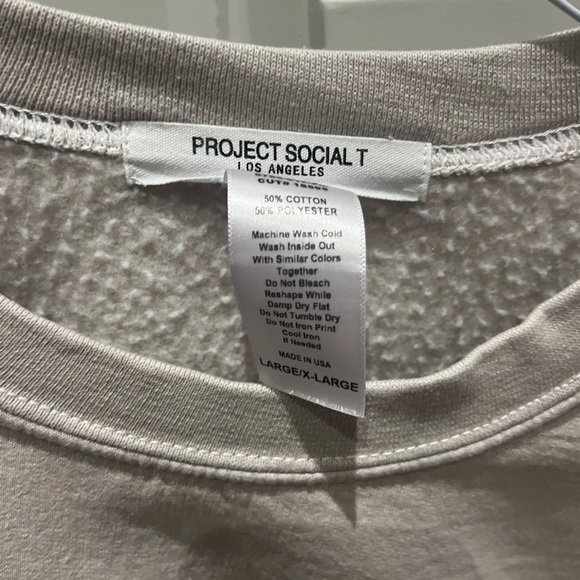 PROJECT SOCIAL T
LOS ANGELES
50% COTTON
50% POLYESTER
Machine Wash Cold
Wash Inside Out
With Similar Colors
Together
Do Not Bleach
Reshape While
Damp Dry Flat
Do Not Tumble Dry
Do Not Iron Print
Cool Iron
If Needed
MADE IN USA
LARGE/X-LARGE